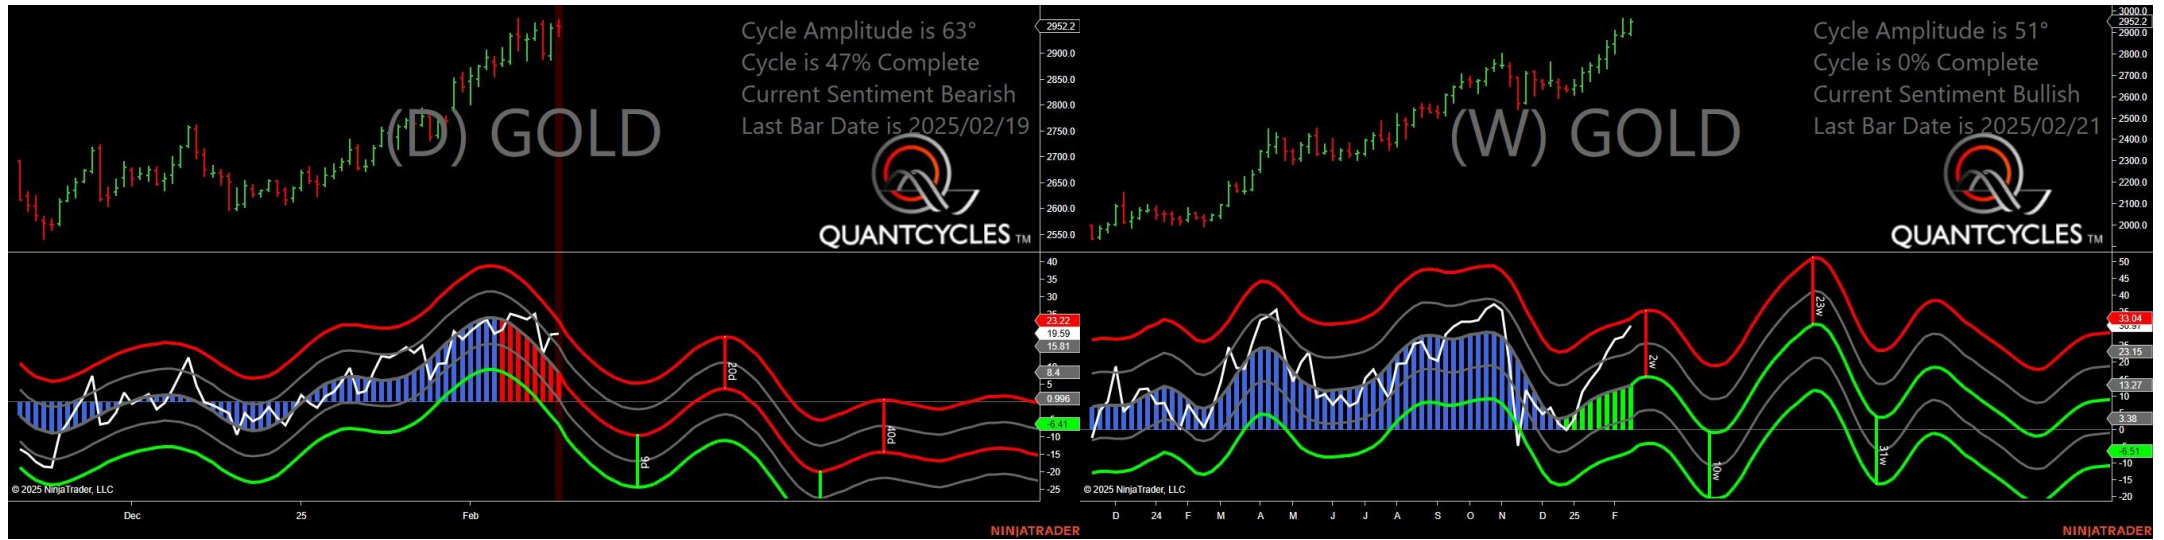 Cycle Amplitude is 63°
Cycle is 47% Complete
Current Sentiment Bearish
Last Bar Date is 2025/02/19
(D) GOLD
QUANTCYCLES TM
2952.2
2900.0
2850.0
2800.0
2750.0
2700.0
2650.0
2600.0
2550.0
40
35
30
23.22
19.59
15.81
10
8.4
5
0.996
-6.41
-10
-15
-20
-25
9d
20d
40d
© 2025 NinjaTrader, LLC
Dec
25
Feb
NINJATRADER
Cycle Amplitude is 51°
Cycle is 0% Complete
Current Sentiment Bullish
Last Bar Date is 2025/02/21
(W) GOLD
QUANTCYCLES TM
3000.0
2952.2
2900.0
2800.0
2700.0
2600.0
2500.0
2400.0
2300.0
2200.0
2100.0
2000.0
50
45
40
35
33.04
30.97
23.15
20
15
13.27
10
3.38
0
-6.51
-10
-15
-20
2w
10w
23w
31w
© 2025 NinjaTrader, LLC
D 24 F M A M J J A S O N D 25 F
NINJATRADER